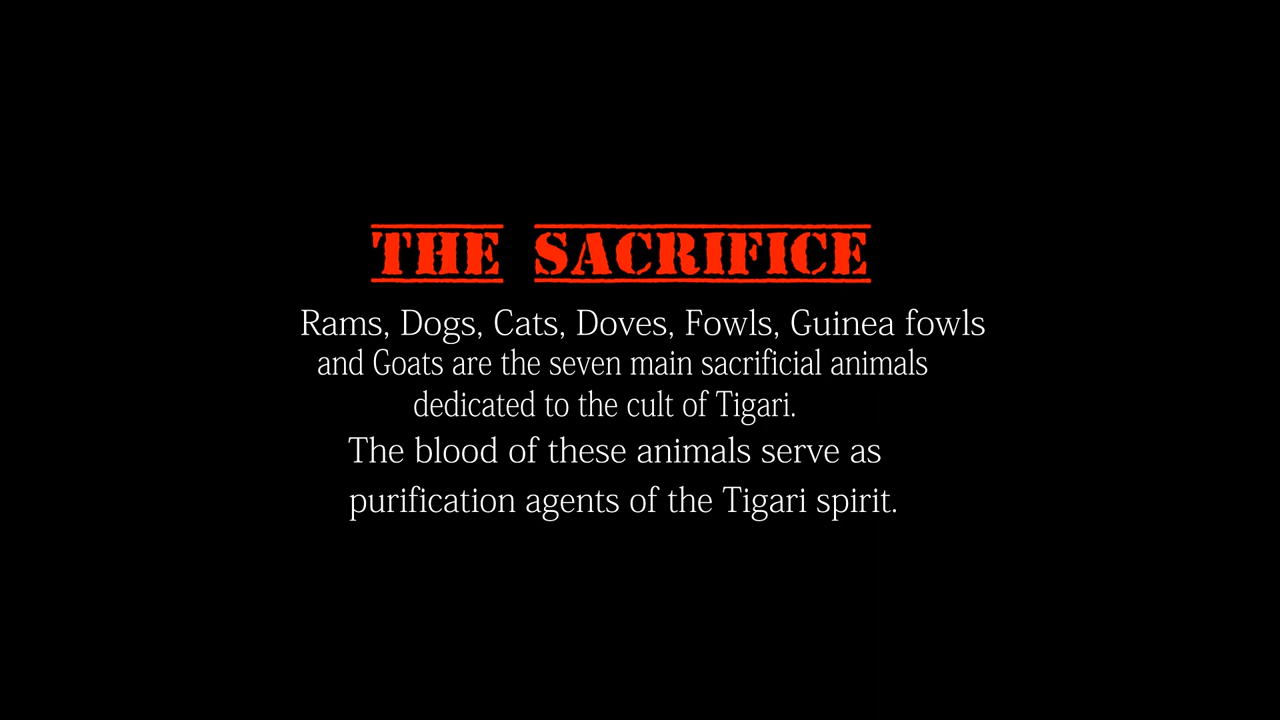 THE SACRIFICE
Rams, Dogs, Cats, Doves, Fowls, Guinea fowls
and Goats are the seven main sacrificial animals
dedicated to the cult of Tigari.
The blood of these animals serve as
purification agents of the Tigari spirit.